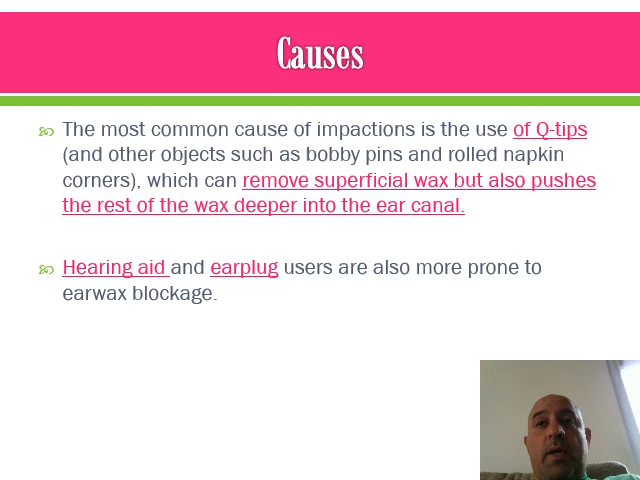 Causes
The most common cause of impactions is the use of Q-tips
(and other objects such as bobby pins and rolled napkin
corners), which can remove superficial wax but also pushes
the rest of the wax deeper into the ear canal.
Hearing aid and earplug users are also more prone to
earwax blockage.